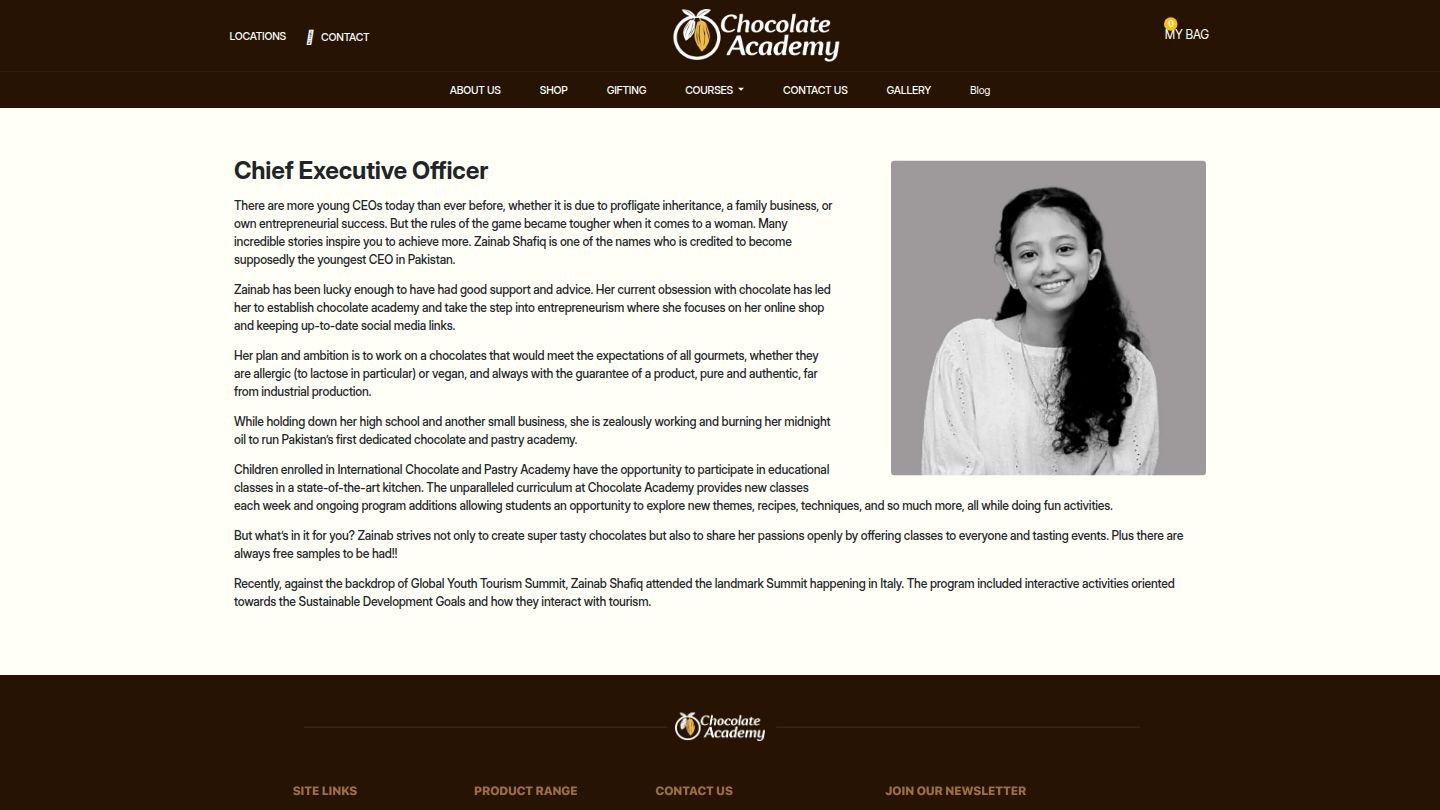 LOCATIONS
CONTACT
Chocolate
Academy
0
MY BAG
ABOUT US
SHOP
GIFTING
COURSES
CONTACT US
GALLERY
Blog
Chief Executive Officer
There are more young CEOs today than ever before, whether it is due to profligate inheritance, a family business, or
own entrepreneurial success. But the rules of the game became tougher when it comes to a woman. Many
incredible stories inspire you to achieve more. Zainab Shafiq is one of the names who is credited to become
supposedly the youngest CEO in Pakistan.
Zainab has been lucky enough to have had good support and advice. Her current obsession with chocolate has led
her to establish chocolate academy and take the step into entrepreneurism where she focuses on her online shop
and keeping up-to-date social media links.
Her plan and ambition is to work on a chocolates that would meet the expectations of all gourmets, whether they
are allergic (to lactose in particular) or vegan, and always with the guarantee of a product, pure and authentic, far
from industrial production.
While holding down her high school and another small business, she is zealously working and burning her midnight
oil to run Pakistan's first dedicated chocolate and pastry academy.
Children enrolled in International Chocolate and Pastry Academy have the opportunity to participate in educational
classes in a state-of-the-art kitchen. The unparalleled curriculum at Chocolate Academy provides new classes
each week and ongoing program additions allowing students an opportunity to explore new themes, recipes, techniques, and so much more, all while doing fun activities.
But what's in it for you? Zainab strives not only to create super tasty chocolates but also to share her passions openly by offering classes to everyone and tasting events. Plus there are
always free samples to be had!!
Recently, against the backdrop of Global Youth Tourism Summit, Zainab Shafiq attended the landmark Summit happening in Italy. The program included interactive activities oriented
towards the Sustainable Development Goals and how they interact with tourism.
Chocolate
Academy
SITE LINKS
PRODUCT RANGE
CONTACT US
JOIN OUR NEWSLETTER